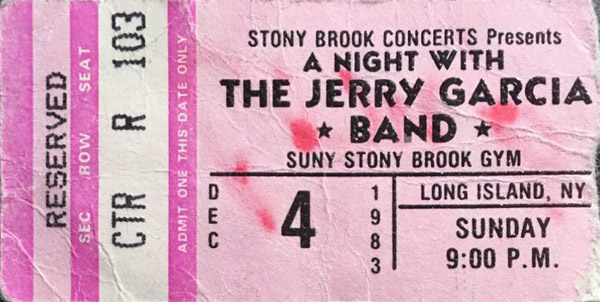 RESERVED
SEC ROW SEAT
CTR R 103
ADMIT ONE THIS DATE ONLY
STONY BROOK CONCERTS Presents
A NIGHT WITH
THE JERRY GARCIA
★ BAND ★
SUNY STONY BROOK GYM
DEC 4 1983
LONG ISLAND, NY
SUNDAY
9:00 P.M.